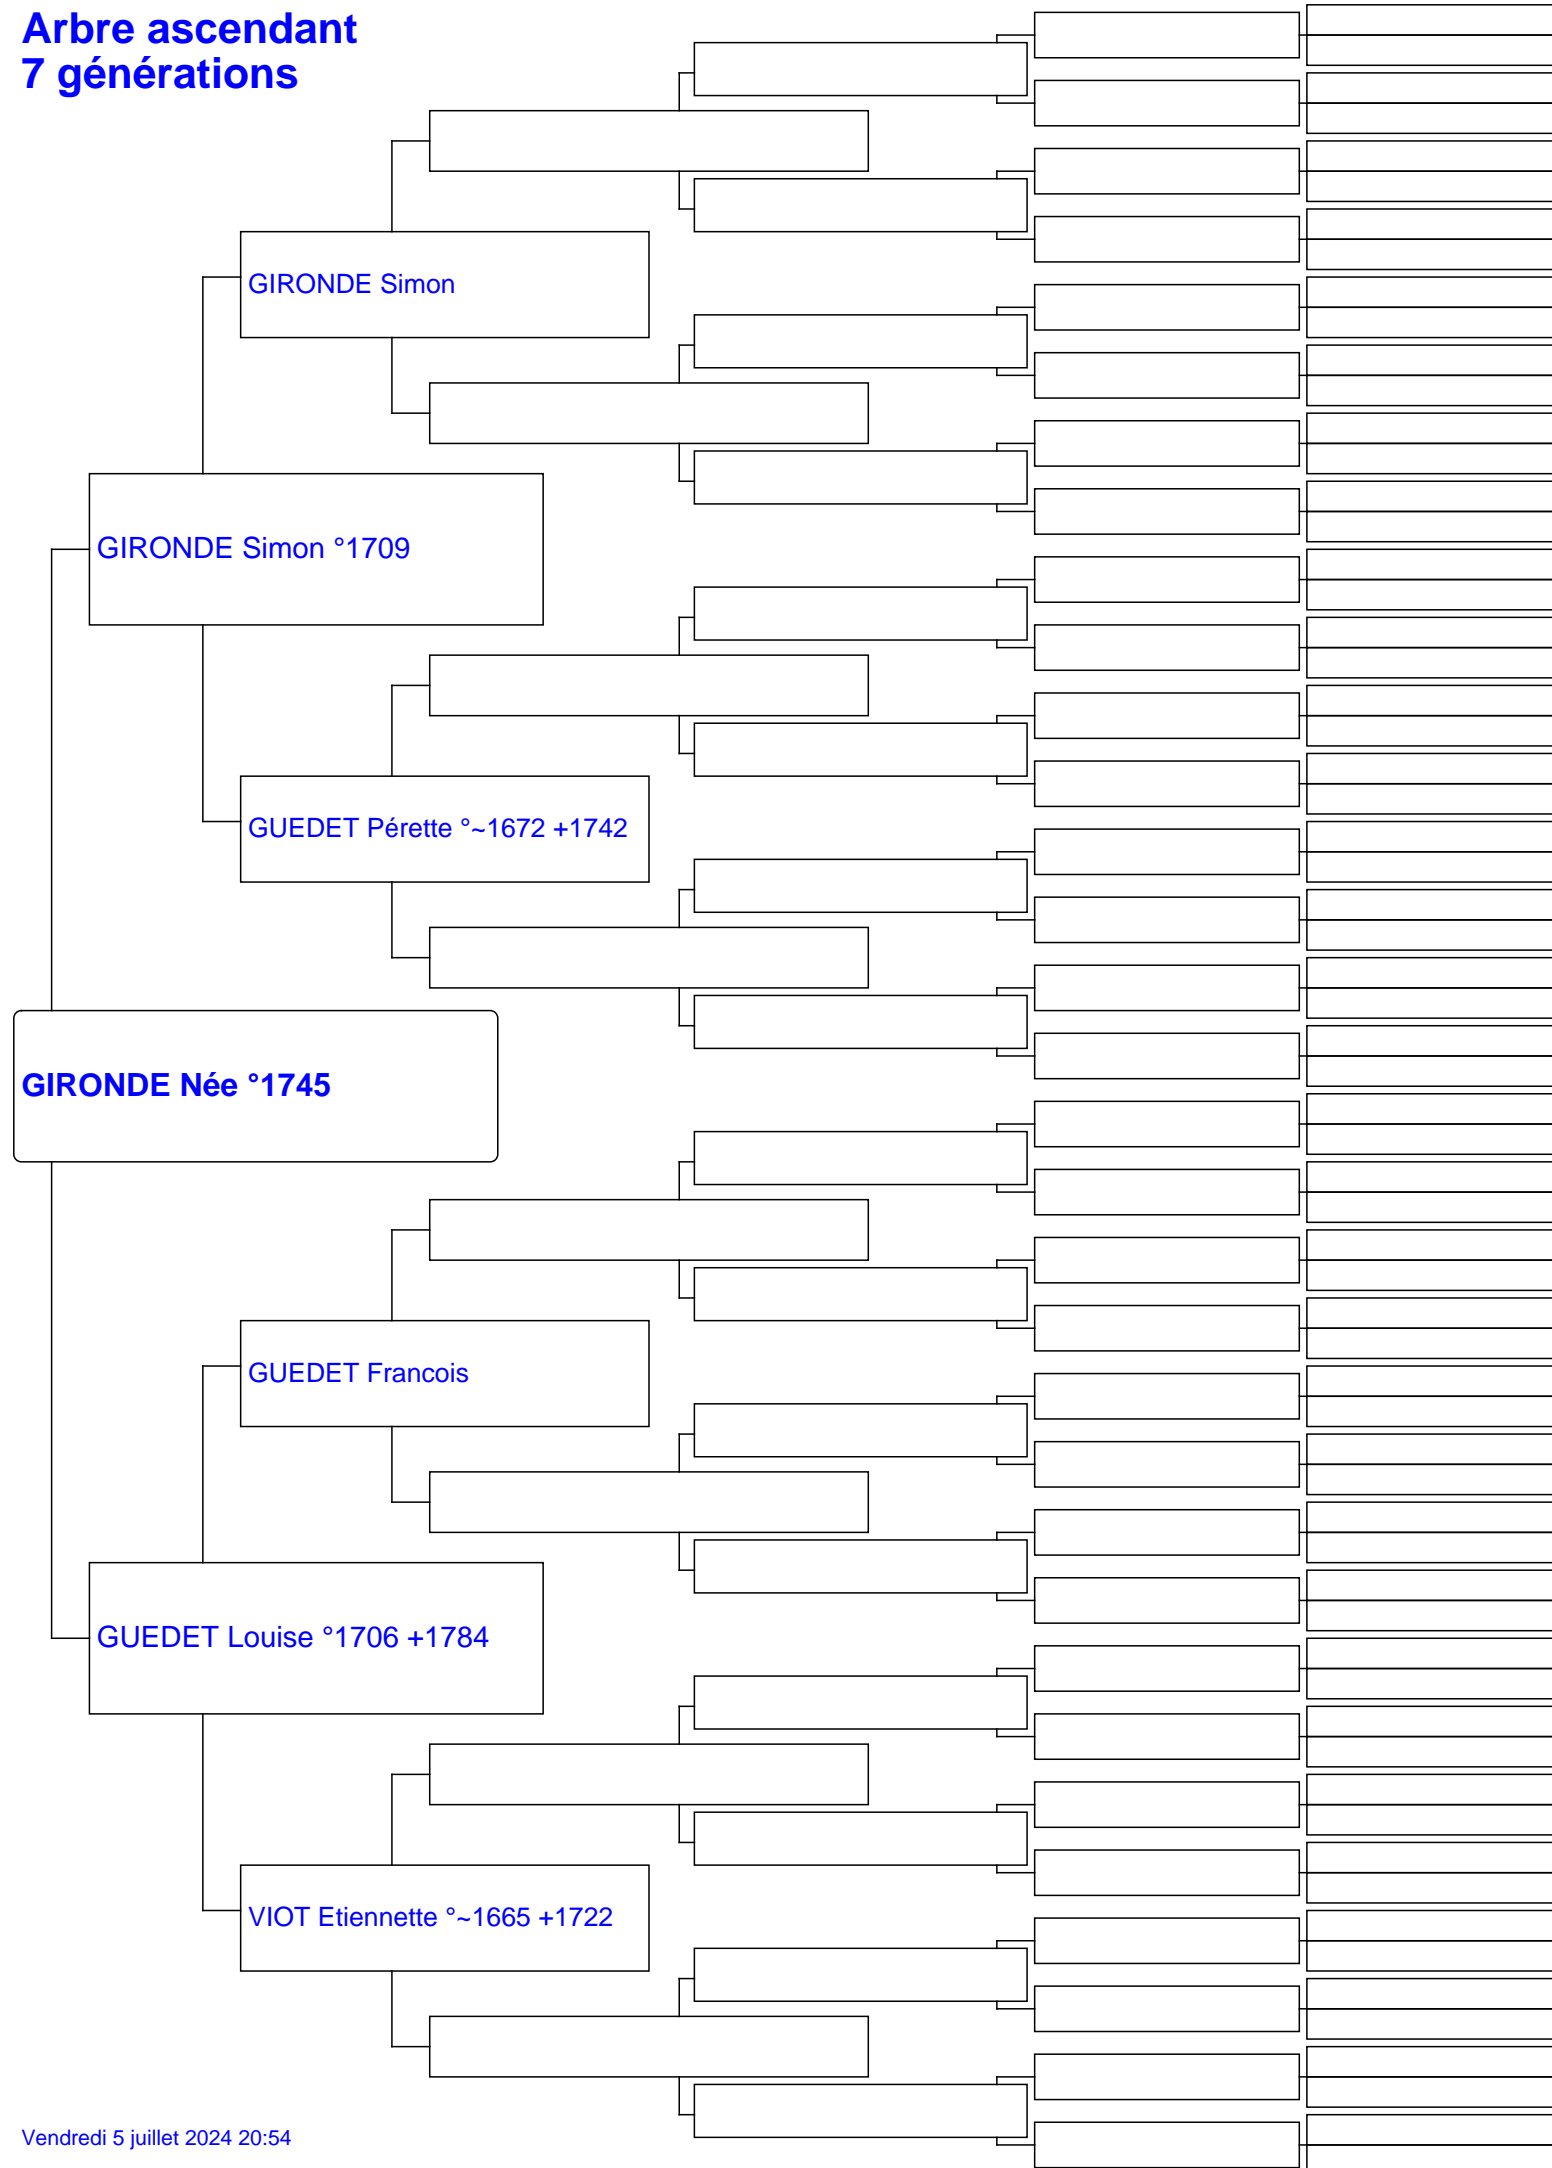 Arbre ascendant
7 générations
GIRONDE Simon
GIRONDE Simon °1709
GUEDET Pérette °~1672 +1742
GIRONDE Née °1745
GUEDET Francois
GUEDET Louise °1706 +1784
VIOT Etiennette °~1665 +1722
Vendredi 5 juillet 2024 20:54